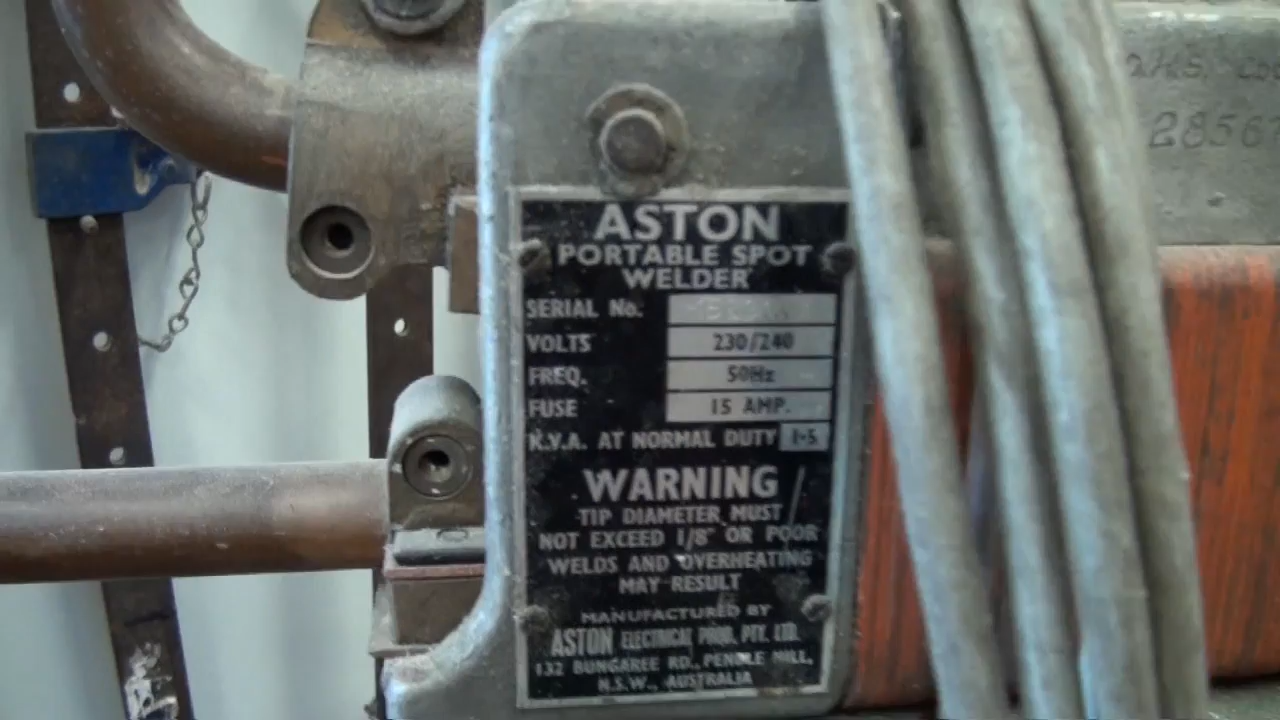 ASTON
PORTABLE SPOT
WELDER
SERIAL No.
VOLTS 230/240
FREQ. 50Hz
FUSE 15 AMP.
K.V.A. AT NORMAL DUTY 1·5
WARNING
TIP DIAMETER MUST
NOT EXCEED 1/8" OR POOR
WELDS AND OVERHEATING
MAY RESULT
MANUFACTURED BY
ASTON ELECTRICAL PROD. PTY. LTD.
132 BUNGAREE RD., PENDLE HILL,
N.S.W., AUSTRALIA